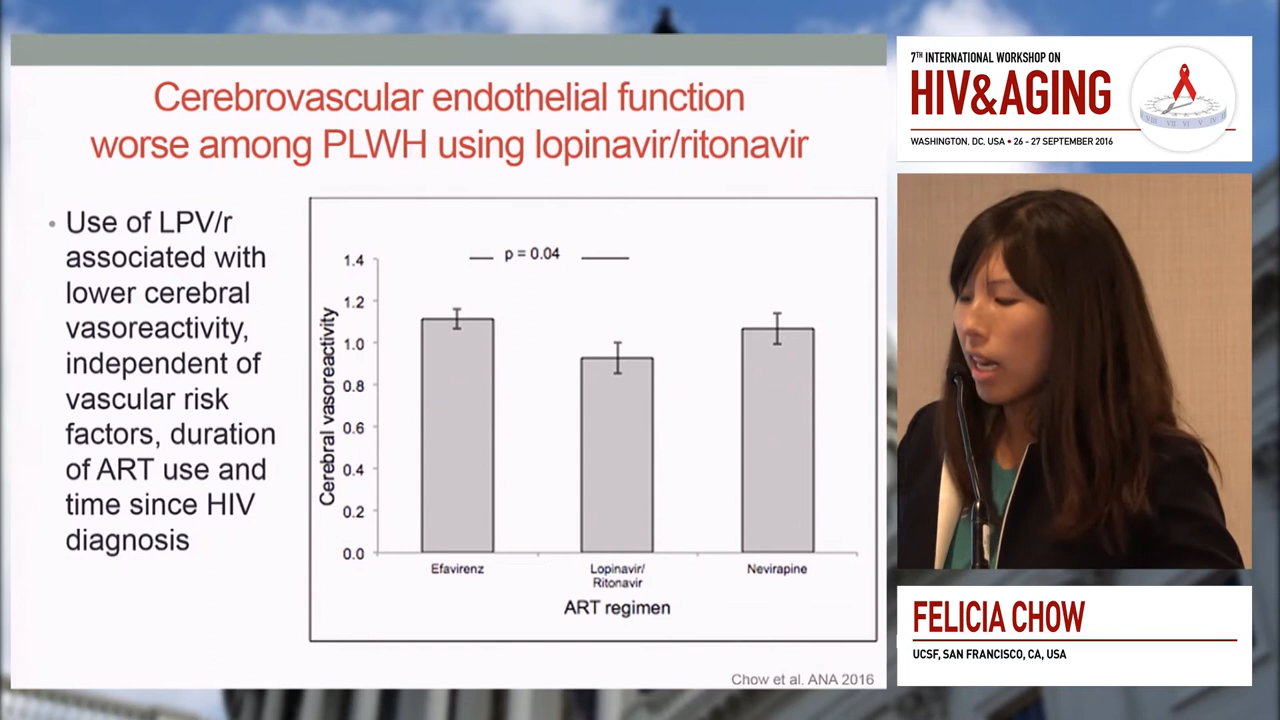 Cerebrovascular endothelial function
worse among PLWH using lopinavir/ritonavir
• Use of LPV/r
associated with
lower cerebral
vasoreactivity,
independent of
vascular risk
factors, duration
of ART use and
time since HIV
diagnosis
p = 0.04
Cerebral vasoreactivity
1.4
1.2
1.0
0.8
0.6
0.4
0.2
0.0
Efavirenz
Lopinavir/
Ritonavir
Nevirapine
ART regimen
Chow et al. ANA 2016
7TH INTERNATIONAL WORKSHOP ON
HIV&AGING
WASHINGTON, DC, USA • 26 - 27 SEPTEMBER 2016
FELICIA CHOW
UCSF, SAN FRANCISCO, CA, USA